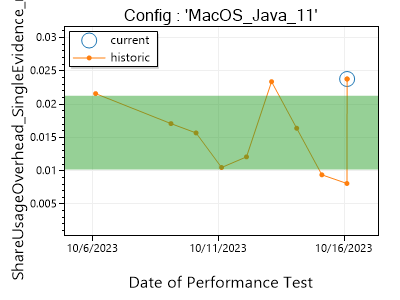 Config : 'MacOS_Java_11'
ShareUsageOverhead_SingleEvidence_
current
historic
0.03
0.025
0.02
0.015
0.01
0.005
10/6/2023
10/11/2023
10/16/2023
Date of Performance Test